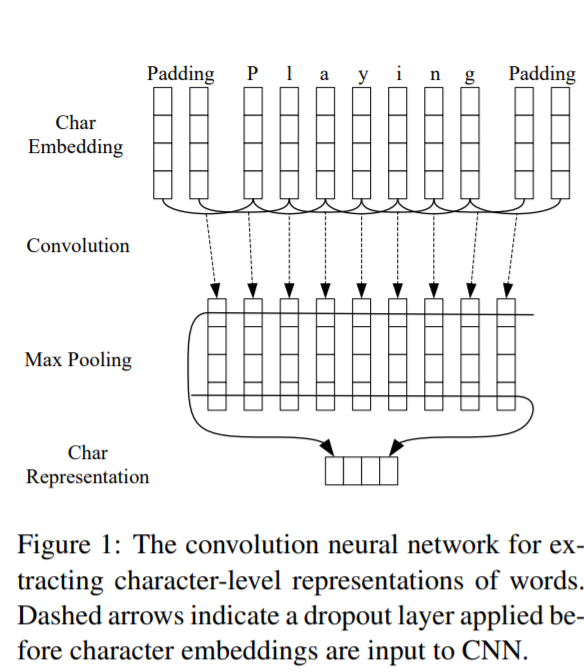 Padding P l a y i n g Padding
Char
Embedding
Convolution
Max Pooling
Char
Representation
Figure 1: The convolution neural network for ex-
tracting character-level representations of words.
Dashed arrows indicate a dropout layer applied be-
fore character embeddings are input to CNN.